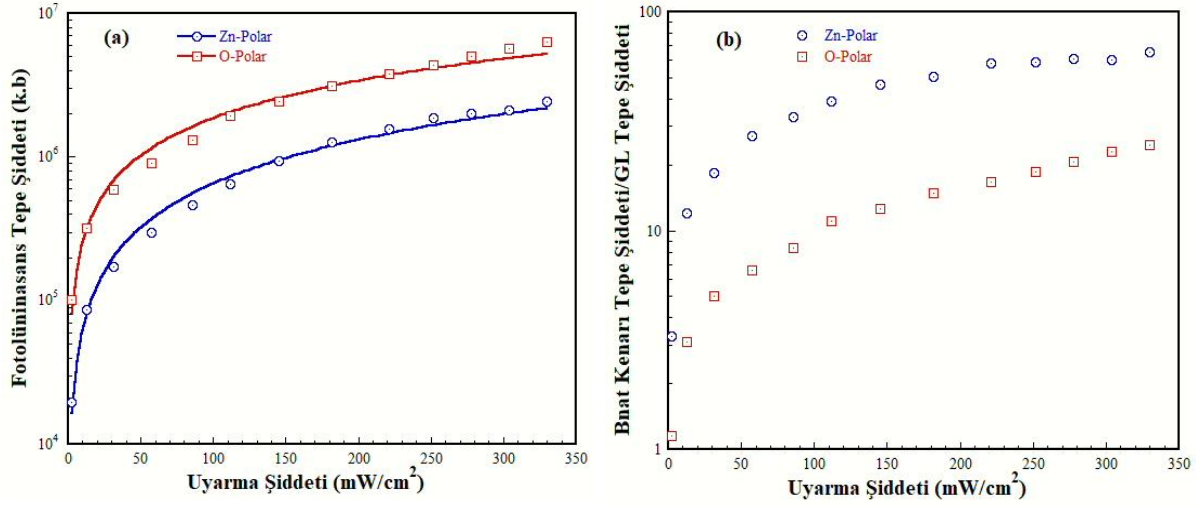 (a)
Zn-Polar
O-Polar
Fotolüninasans Tepe Şiddeti (k.b)
10^7
10^6
10^5
10^4
0 50 100 150 200 250 300 350
Uyarma Şiddeti (mW/cm^2)
(b)
Zn-Polar
O-Polar
Bnat Kenarı Tepe Şiddeti/GL Tepe Şiddeti
100
10
1
0 50 100 150 200 250 300 350
Uyarma Şiddeti (mW/cm^2)